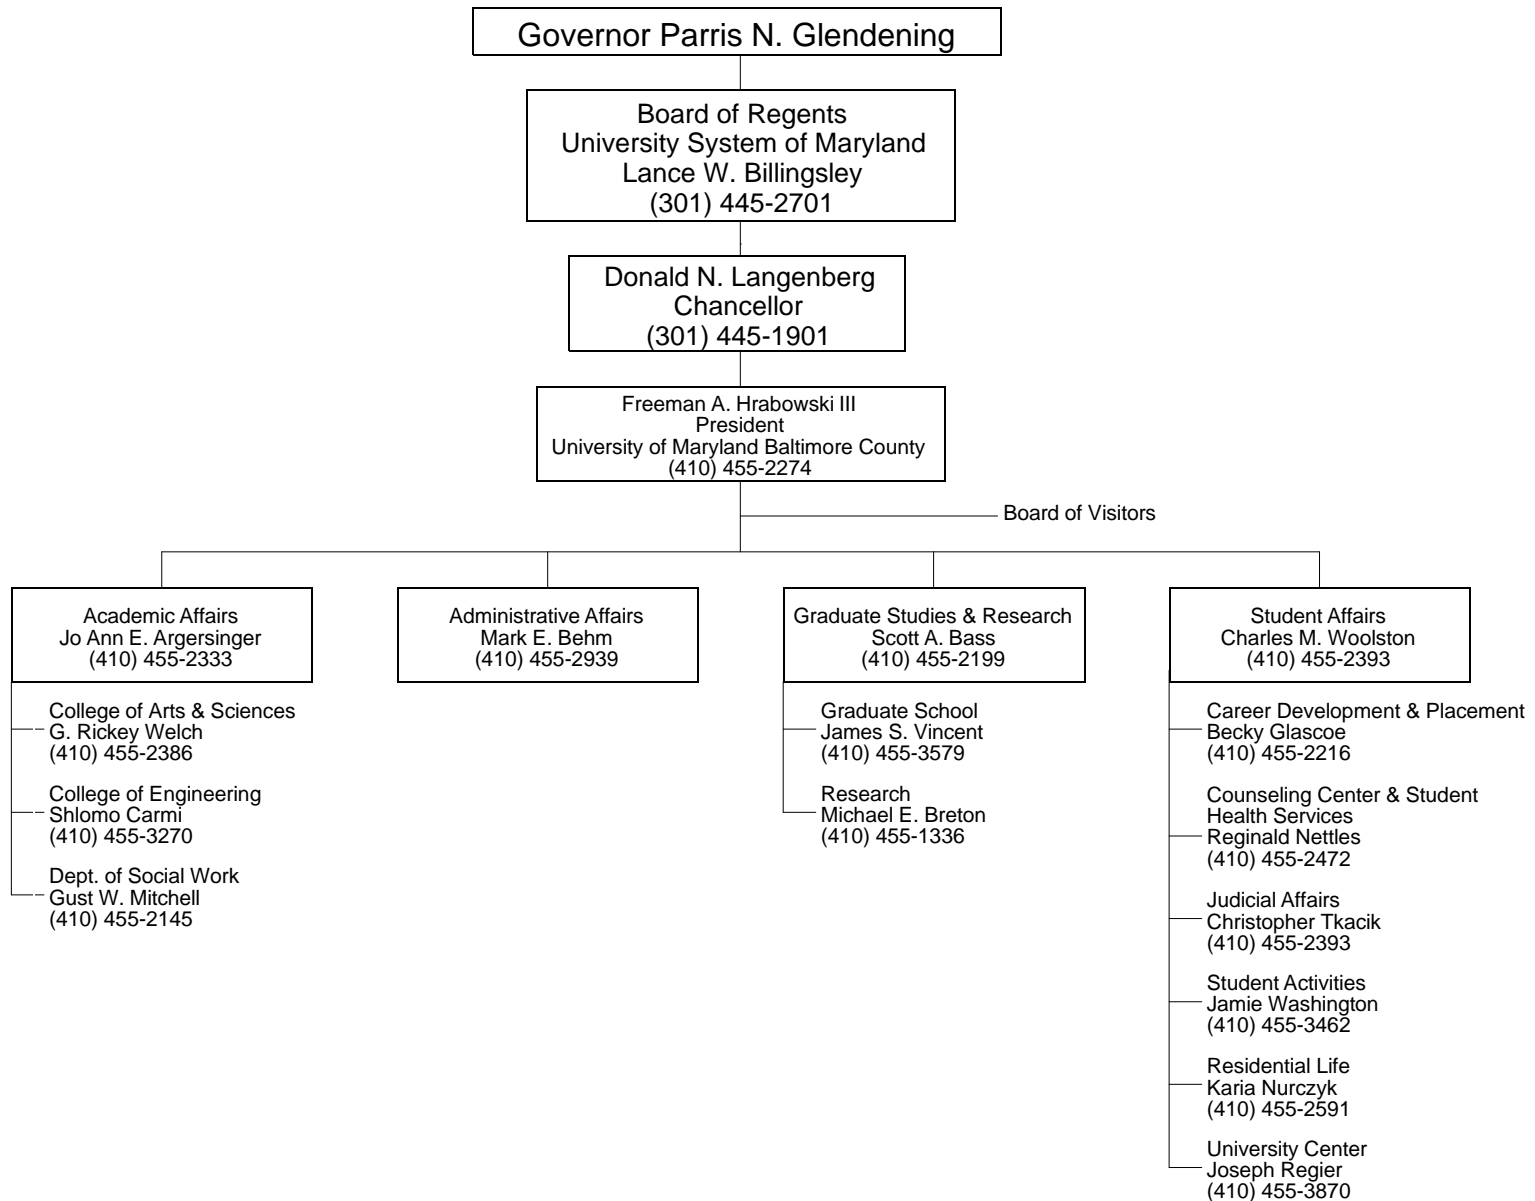 Governor Parris N. Glendening
Board of Regents
University System of Maryland
Lance W. Billingsley
(301) 445-2701
Donald N. Langenberg
Chancellor
(301) 445-1901
Freeman A. Hrabowski III
President
University of Maryland Baltimore County
(410) 455-2274
Board of Visitors
Academic Affairs
Jo Ann E. Argersinger
(410) 455-2333
College of Arts & Sciences
G. Rickey Welch
(410) 455-2386
College of Engineering
Shlomo Carmi
(410) 455-3270
Dept. of Social Work
Gust W. Mitchell
(410) 455-2145
Administrative Affairs
Mark E. Behm
(410) 455-2939
Graduate Studies & Research
Scott A. Bass
(410) 455-2199
Graduate School
James S. Vincent
(410) 455-3579
Research
Michael E. Breton
(410) 455-1336
Student Affairs
Charles M. Woolston
(410) 455-2393
Career Development & Placement
Becky Glascoe
(410) 455-2216
Counseling Center & Student
Health Services
Reginald Nettles
(410) 455-2472
Judicial Affairs
Christopher Tkacik
(410) 455-2393
Student Activities
Jamie Washington
(410) 455-3462
Residential Life
Karia Nurczyk
(410) 455-2591
University Center
Joseph Regier
(410) 455-3870